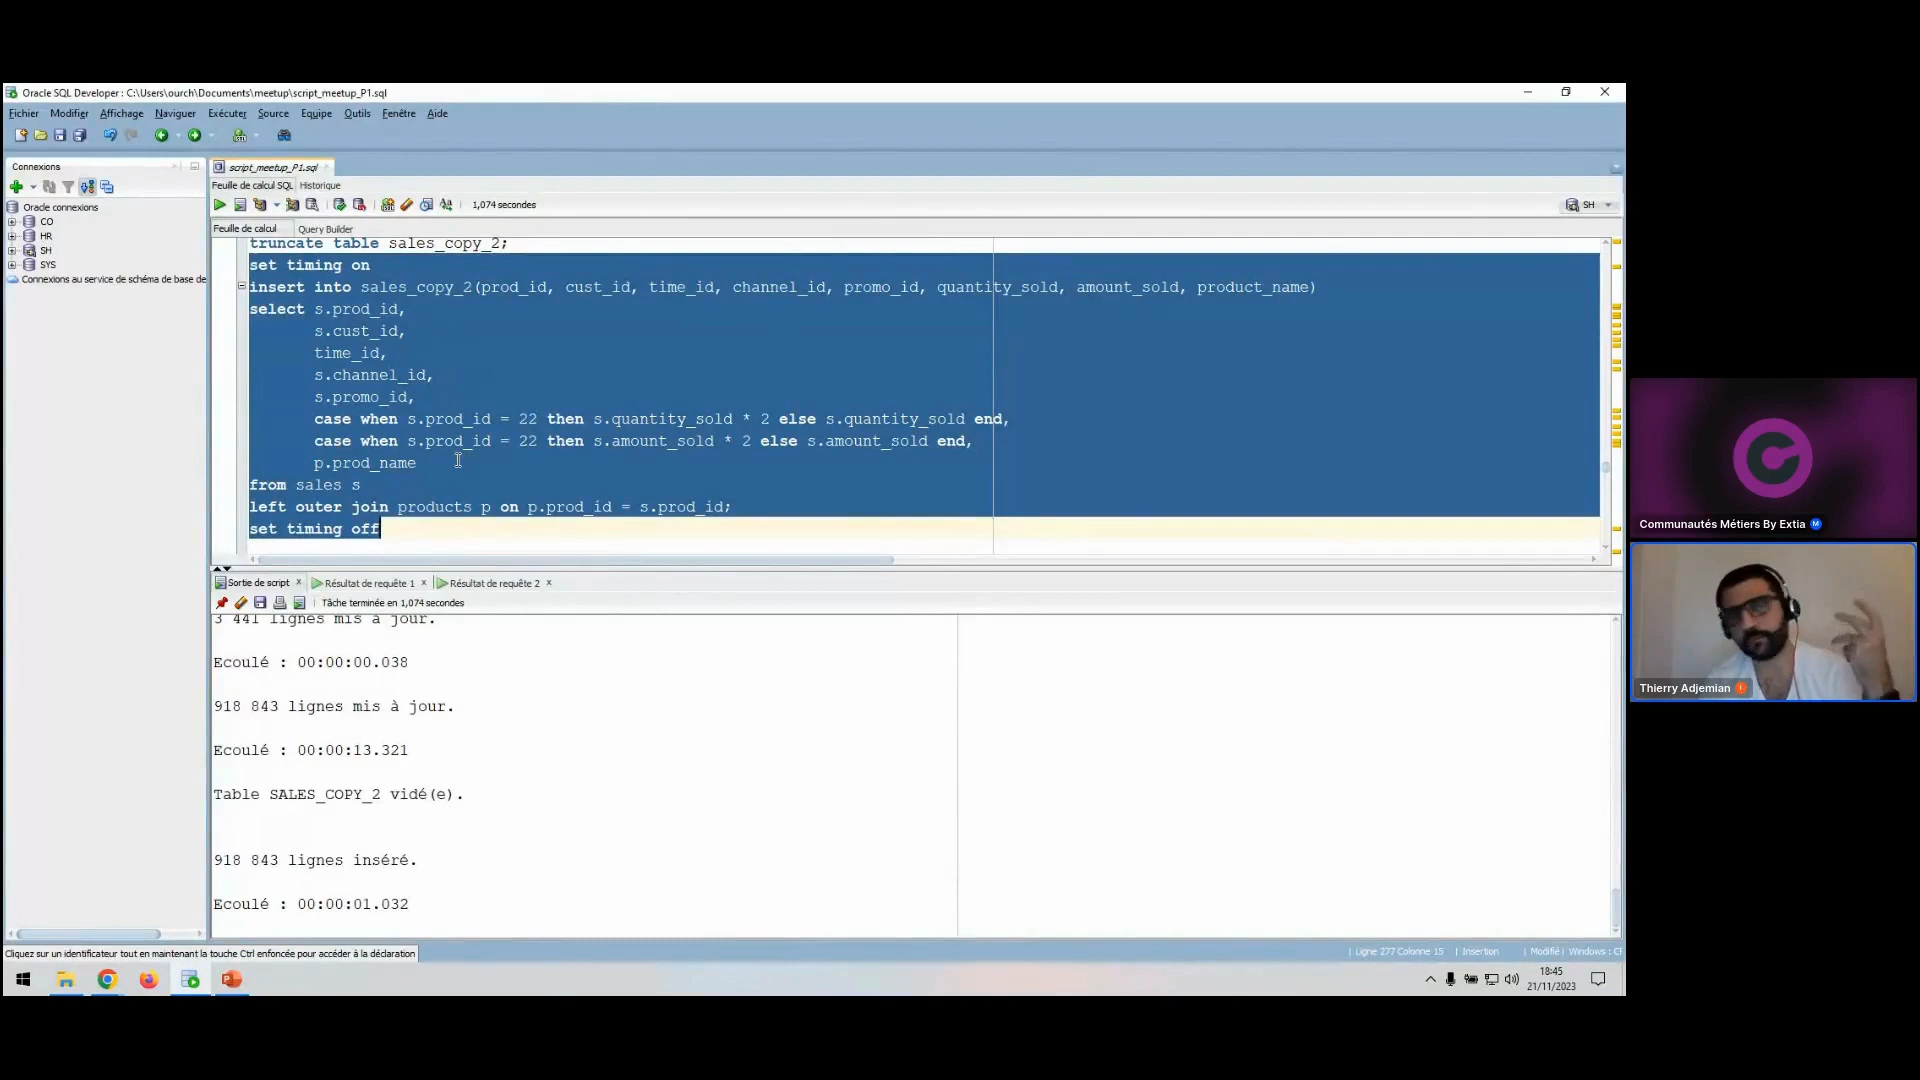 Oracle SQL Developer : C:\Users\ourch\Documents\meetup\script_meetup_P1.sql
Fichier Modifier Affichage Naviguer Exécuter Source Equipe Outils Fenêtre Aide
Connexions
script_meetup_P1.sql
Feuille de calcul SQL Historique
1,074 secondes
SH
Oracle connexions
CO
HR
SH
SYS
Connexions au service de schéma de base de
Feuille de calcul Query Builder
truncate table sales_copy_2;
set timing on
insert into sales_copy_2(prod_id, cust_id, time_id, channel_id, promo_id, quantity_sold, amount_sold, product_name)
select s.prod_id,
s.cust_id,
time_id,
s.channel_id,
s.promo_id,
case when s.prod_id = 22 then s.quantity_sold * 2 else s.quantity_sold end,
case when s.prod_id = 22 then s.amount_sold * 2 else s.amount_sold end,
p.prod_name
from sales s
left outer join products p on p.prod_id = s.prod_id;
set timing off
Sortie de script Résultat de requête 1 Résultat de requête 2
Tâche terminée en 1,074 secondes
3 441 lignes mis à jour.
Ecoulé : 00:00:00.038
918 843 lignes mis à jour.
Ecoulé : 00:00:13.321
Table SALES_COPY_2 vidé(e).
918 843 lignes inséré.
Ecoulé : 00:00:01.032
Cliquez sur un identificateur tout en maintenant la touche Ctrl enfoncée pour accéder à la déclaration
Ligne 277 Colonne 15 Insertion Modifié Windows : C
18:45
21/11/2023
Communautés Métiers By Extia
Thierry Adjemian